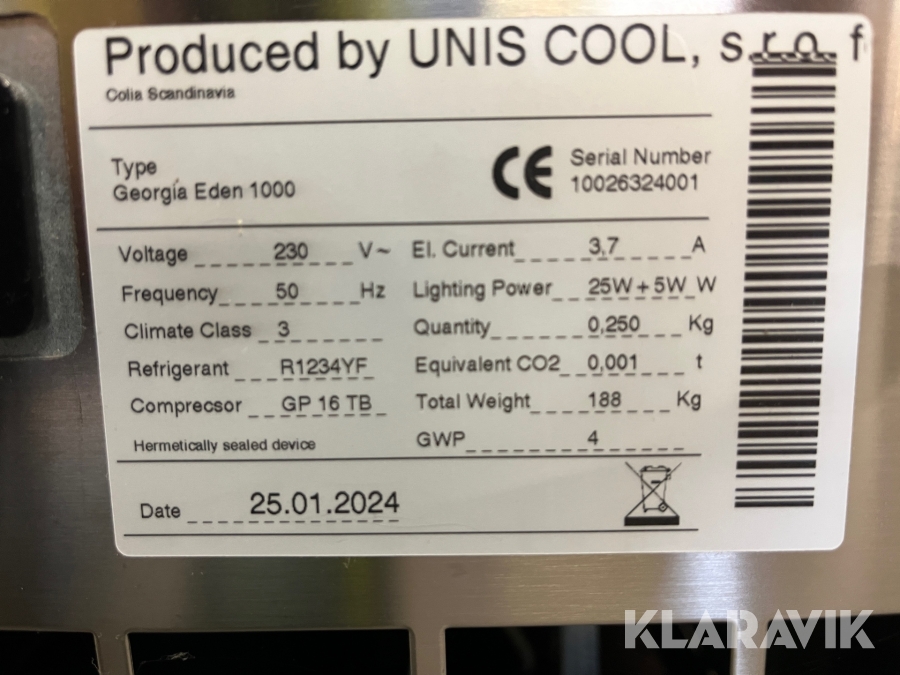 Produced by UNIS COOL, s.r.o. f
Colia Scandinavia
Type
Georgia Eden 1000
CE
Serial Number
10026324001
Voltage 230 V~
El. Current 3,7 A
Frequency 50 Hz
Lighting Power 25W+5W W
Climate Class 3
Quantity 0,250 Kg
Refrigerant R1234YF
Equivalent CO2 0,001 t
Comprecsor GP 16 TB
Total Weight 188 Kg
Hermetically sealed device
GWP 4
Date 25.01.2024
KLARAVIK